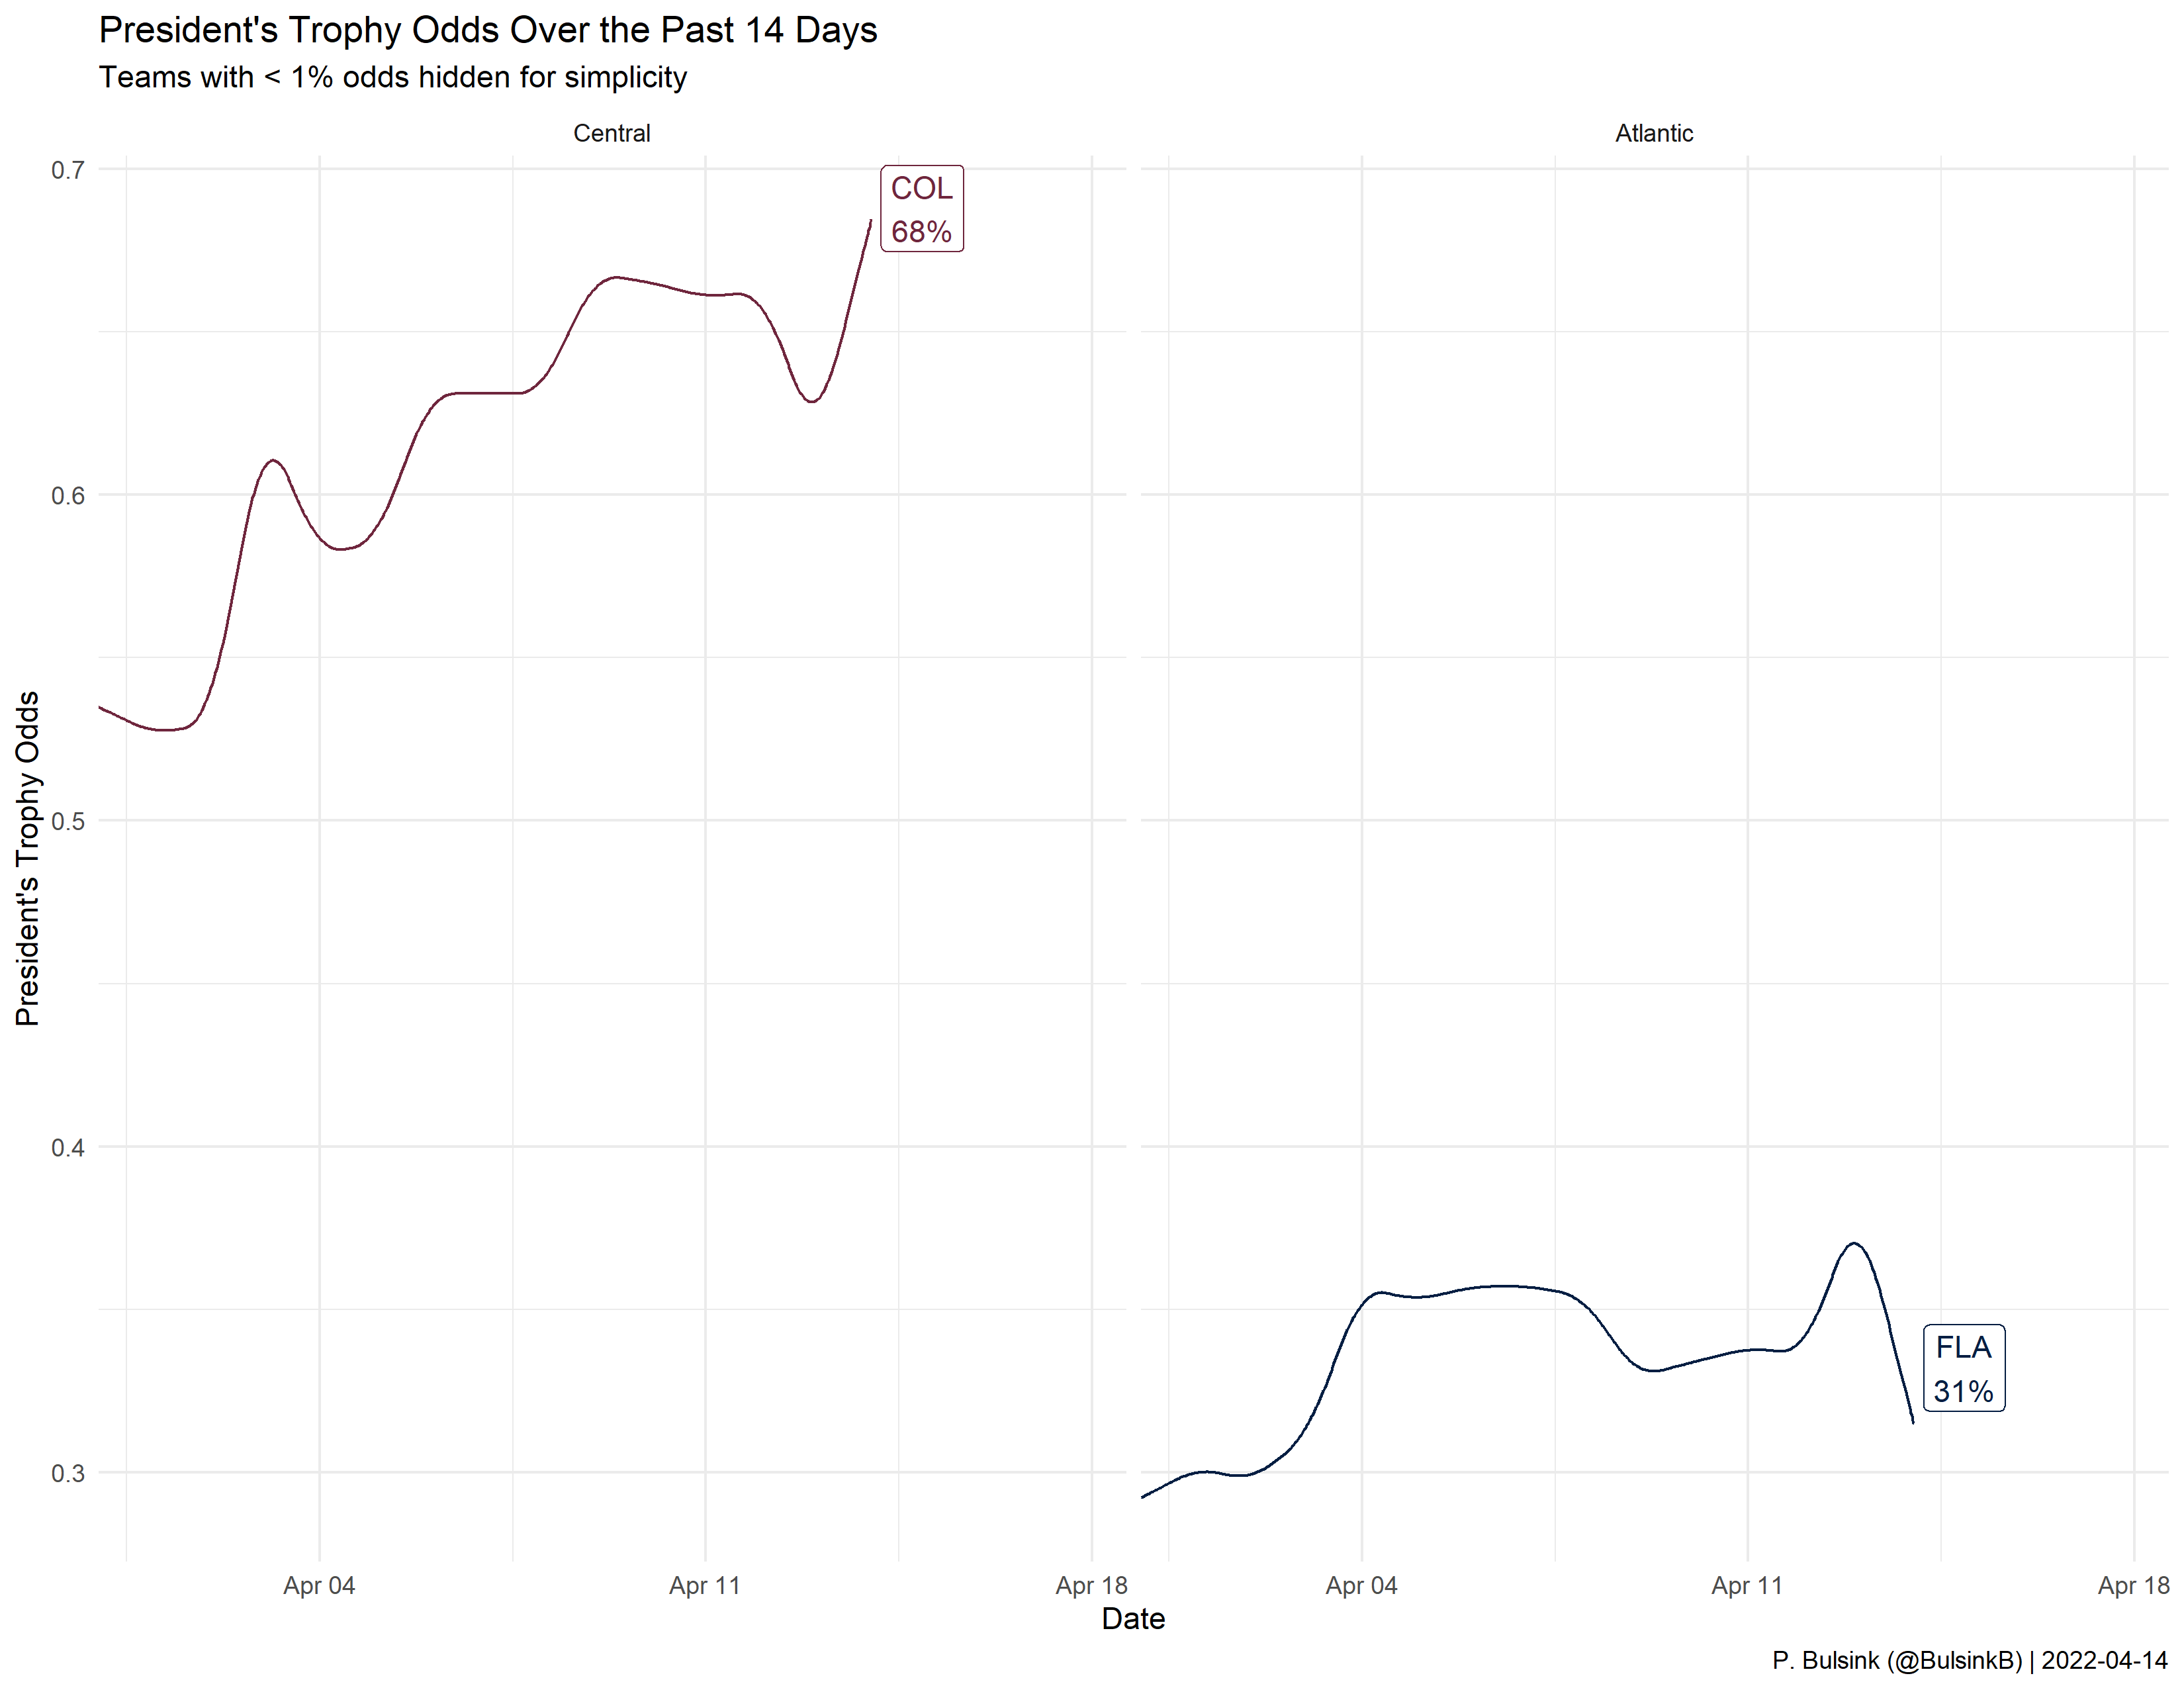 President's Trophy Odds Over the Past 14 Days
Teams with < 1% odds hidden for simplicity
Central
Atlantic
President's Trophy Odds
0.7
0.6
0.5
0.4
0.3
COL
68%
FLA
31%
Apr 04
Apr 11
Apr 18
Apr 04
Apr 11
Apr 18
Date
P. Bulsink (@BulsinkB) | 2022-04-14